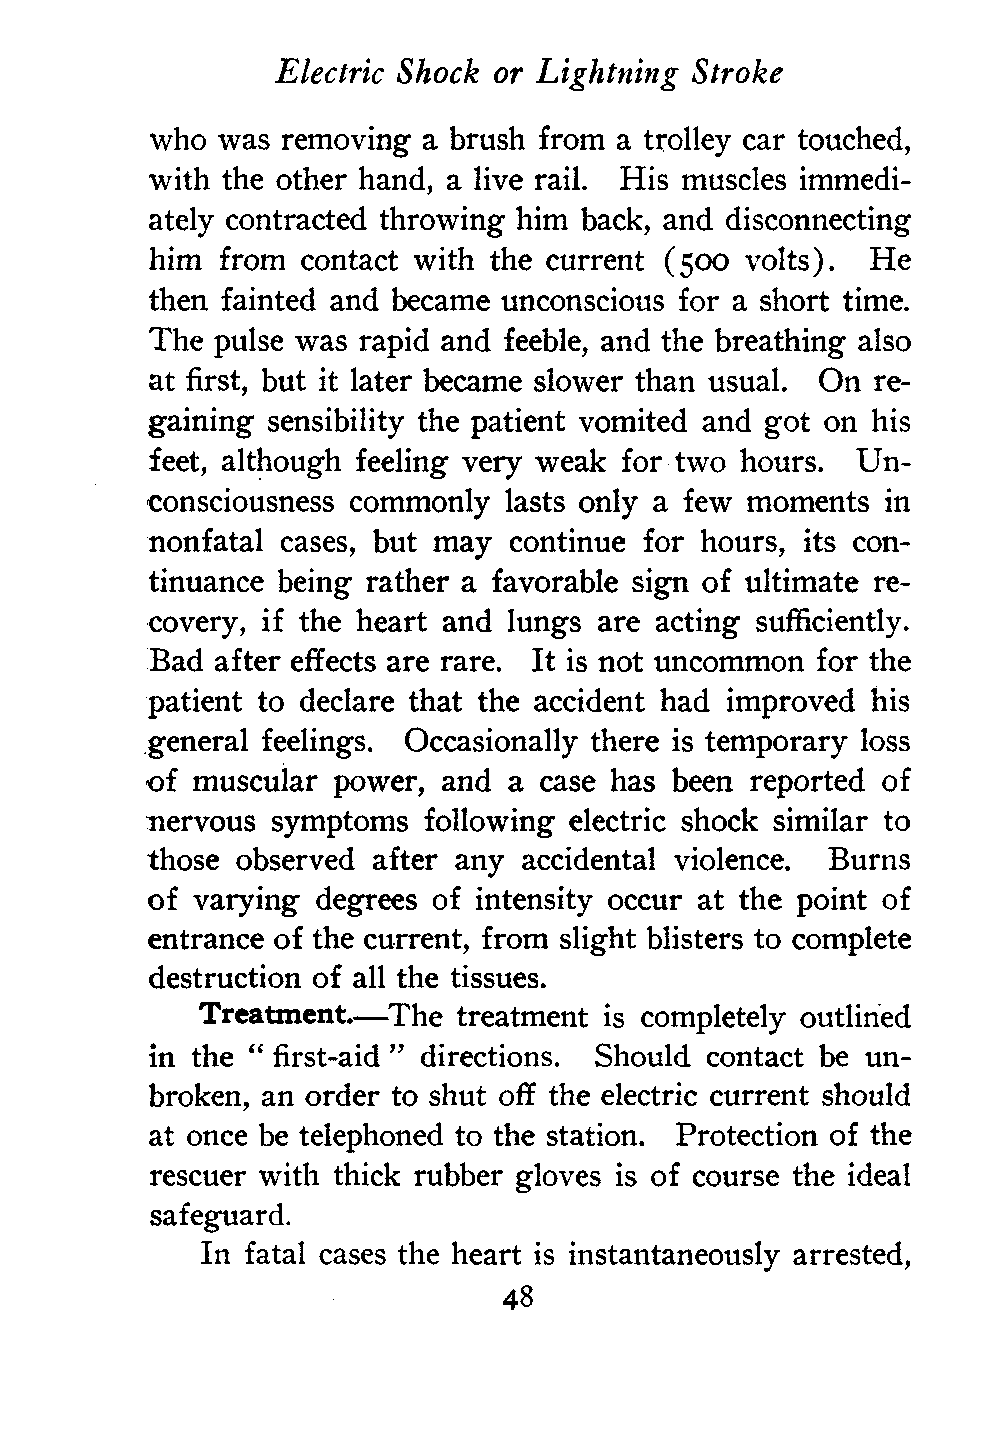 Electric Shock or Lightning Stroke
who was removing a brush from a trolley car touched,
with the other hand, a live rail. His muscles immedi-
ately contracted throwing him back, and disconnecting
him from contact with the current (500 volts). He
then fainted and became unconscious for a short time.
The pulse was rapid and feeble, and the breathing also
at first, but it later became slower than usual. On re-
gaining sensibility the patient vomited and got on his
feet, although feeling very weak for two hours. Un-
consciousness commonly lasts only a few moments in
nonfatal cases, but may continue for hours, its con-
tinuance being rather a favorable sign of ultimate re-
covery, if the heart and lungs are acting sufficiently.
Bad after effects are rare. It is not uncommon for the
patient to declare that the accident had improved his
general feelings. Occasionally there is temporary loss
of muscular power, and a case has been reported of
nervous symptoms following electric shock similar to
those observed after any accidental violence. Burns
of varying degrees of intensity occur at the point of
entrance of the current, from slight blisters to complete
destruction of all the tissues.
Treatment.—The treatment is completely outlined
in the “ first-aid ” directions. Should contact be un-
broken, an order to shut off the electric current should
at once be telephoned to the station. Protection of the
rescuer with thick rubber gloves is of course the ideal
safeguard.
In fatal cases the heart is instantaneously arrested,
48